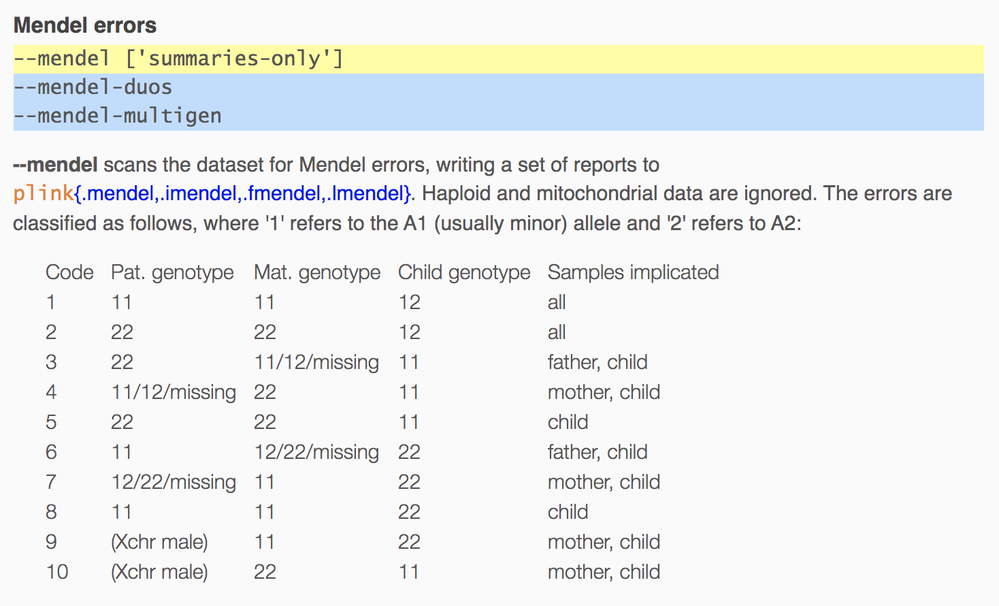 Mendel errors
--mendel ['summaries-only']
--mendel-duos
--mendel-multigen
--mendel scans the dataset for Mendel errors, writing a set of reports to
plink{.mendel,.imendel,.fmendel,.lmendel}. Haploid and mitochondrial data are ignored. The errors are
classified as follows, where '1' refers to the A1 (usually minor) allele and '2' refers to A2:
Code Pat. genotype Mat. genotype Child genotype Samples implicated
1 11 11 12 all
2 22 22 12 all
3 22 11/12/missing 11 father, child
4 11/12/missing 22 11 mother, child
5 22 22 11 child
6 11 12/22/missing 22 father, child
7 12/22/missing 11 22 mother, child
8 11 11 22 child
9 (Xchr male) 11 22 mother, child
10 (Xchr male) 22 11 mother, child